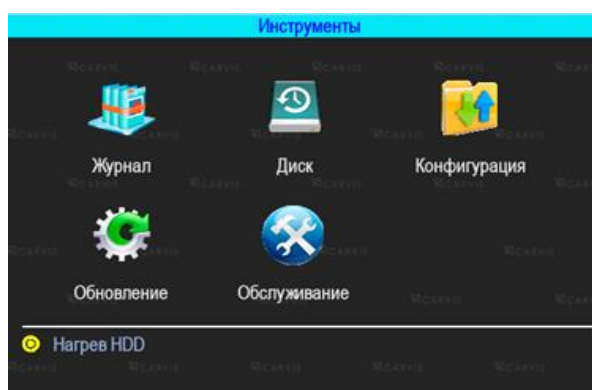 Инструменты
Журнал Диск Конфигурация
Обновление Обслуживание
Нагрев HDD